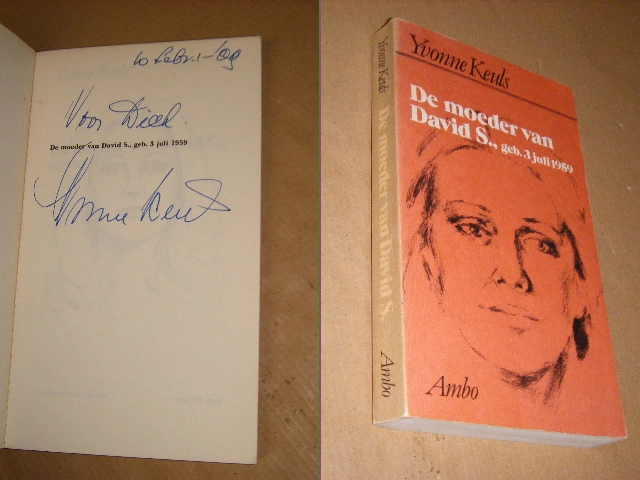 10 febr. - '09
Voor Dick.
De moeder van David S., geb. 3 juli 1959
Yvonne Keuls
Yvonne Keuls
De moeder van David S.
Ambo
Yvonne Keuls
De moeder van
David S., geb. 3 juli 1959
Ambo